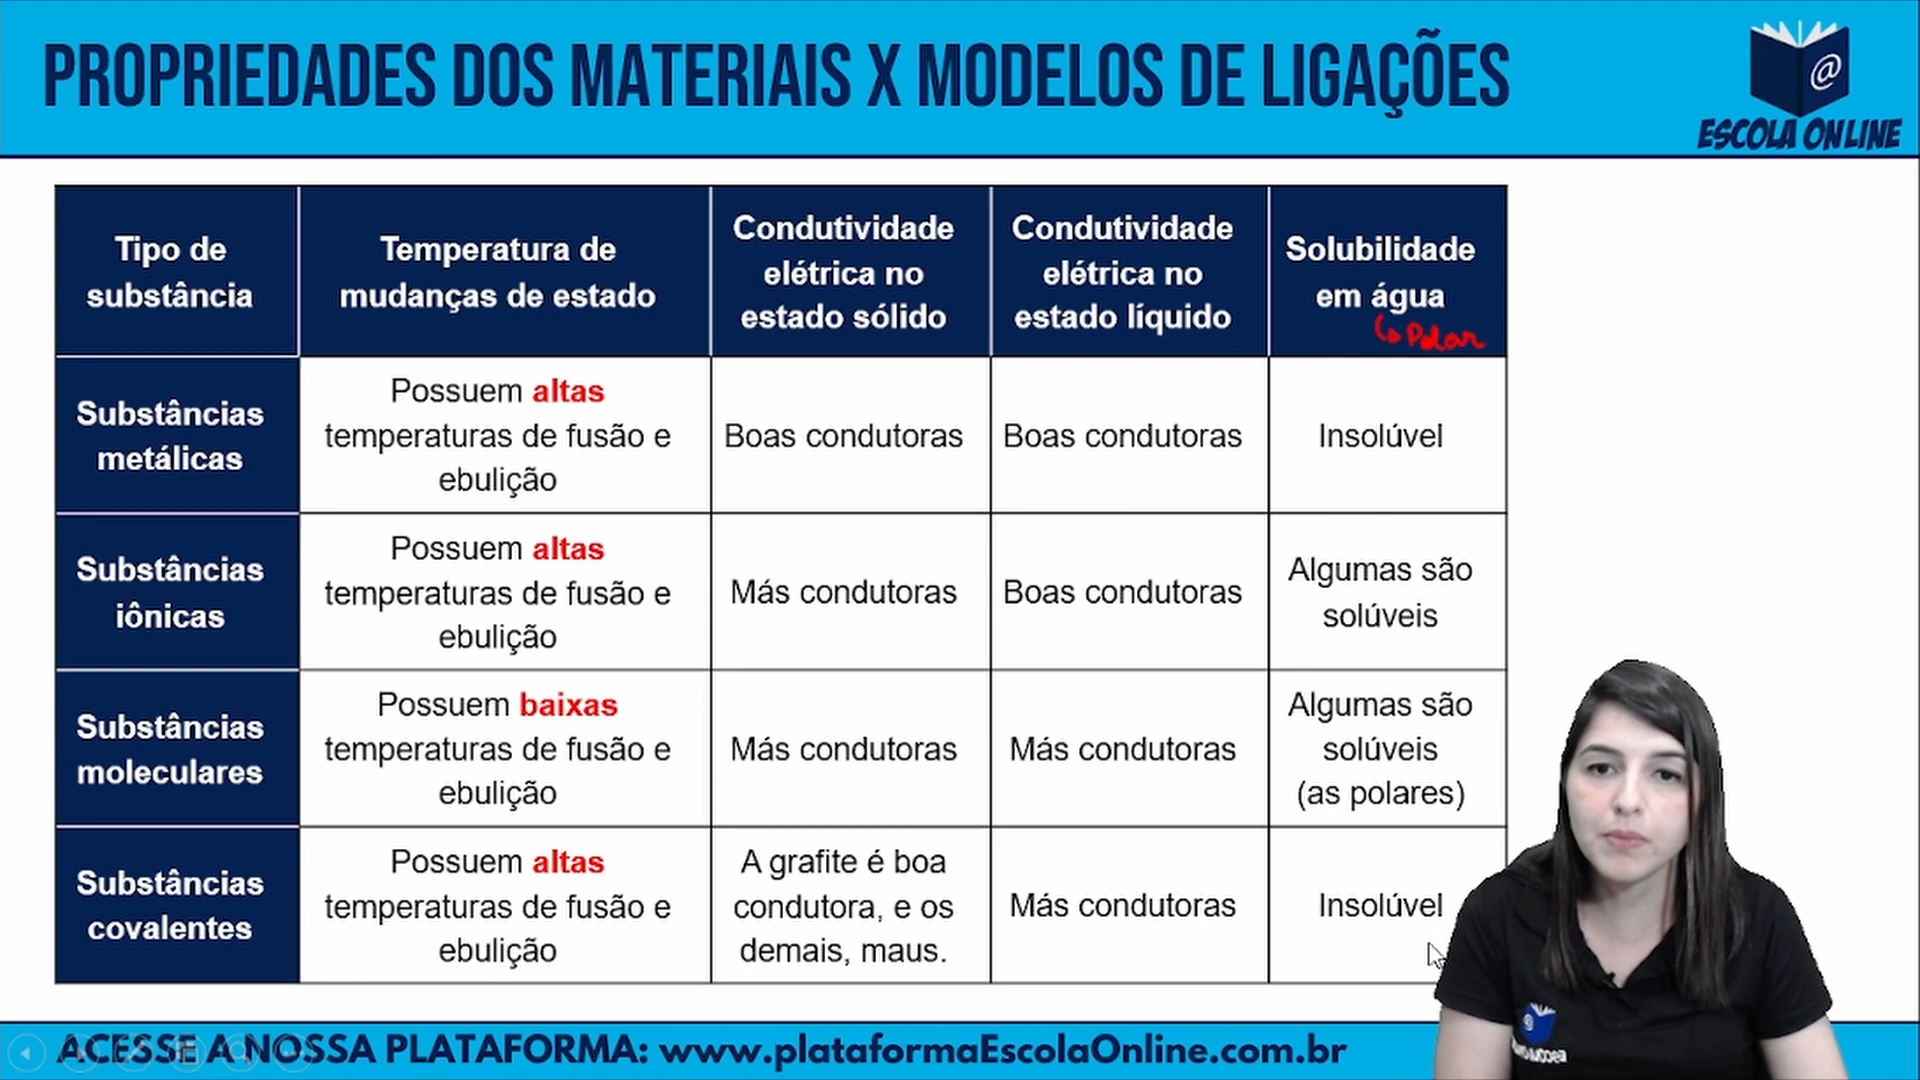 PROPRIEDADES DOS MATERIAIS X MODELOS DE LIGAÇÕES
@
ESCOLA ONLINE
Tipo de
substância
Temperatura de
mudanças de estado
Condutividade
elétrica no
estado sólido
Condutividade
elétrica no
estado líquido
Solubilidade
em água
Polar
Substâncias
metálicas
Possuem altas
temperaturas de fusão e
ebulição
Boas condutoras
Boas condutoras
Insolúvel
Substâncias
iônicas
Possuem altas
temperaturas de fusão e
ebulição
Más condutoras
Boas condutoras
Algumas são
solúveis
Substâncias
moleculares
Possuem baixas
temperaturas de fusão e
ebulição
Más condutoras
Más condutoras
Algumas são
solúveis
(as polares)
Substâncias
covalentes
Possuem altas
temperaturas de fusão e
ebulição
A grafite é boa
condutora, e os
demais, maus.
Más condutoras
Insolúvel
ACESSE A NOSSA PLATAFORMA: www.plataformaEscolaOnline.com.br